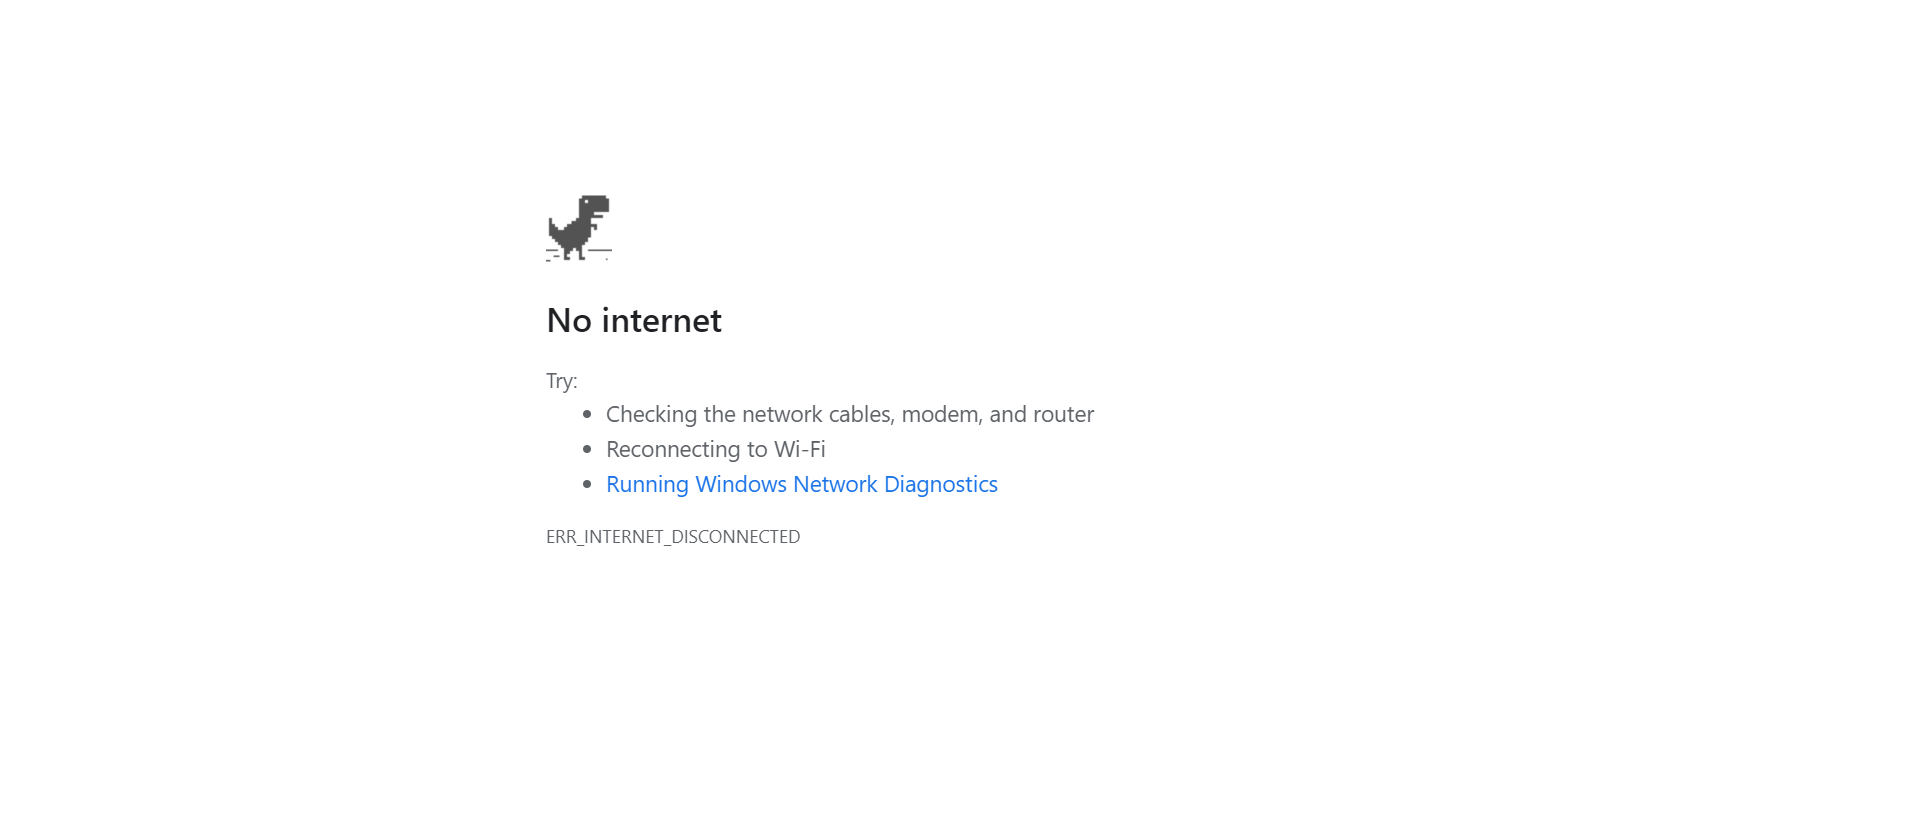 No internet
Try:
Checking the network cables, modem, and router
Reconnecting to Wi-Fi
Running Windows Network Diagnostics
ERR_INTERNET_DISCONNECTED